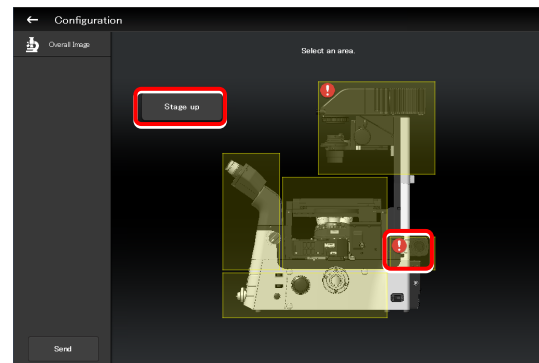 ← Configuration
Overall Image
Select an area.
Stage up
!
!
Send